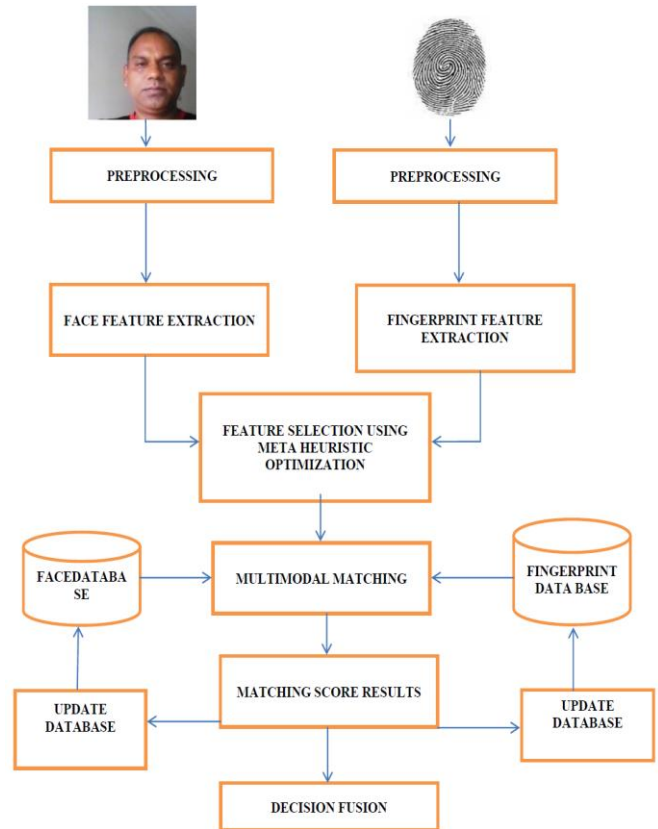 PREPROCESSING
PREPROCESSING
FACE FEATURE EXTRACTION
FINGERPRINT FEATURE
EXTRACTION
FEATURE SELECTION USING
META HEURISTIC
OPTIMIZATION
FACEDATABA
SE
MULTIMODAL MATCHING
FINGERPRINT
DATA BASE
UPDATE
DATABASE
MATCHING SCORE RESULTS
UPDATE
DATABASE
DECISION FUSION